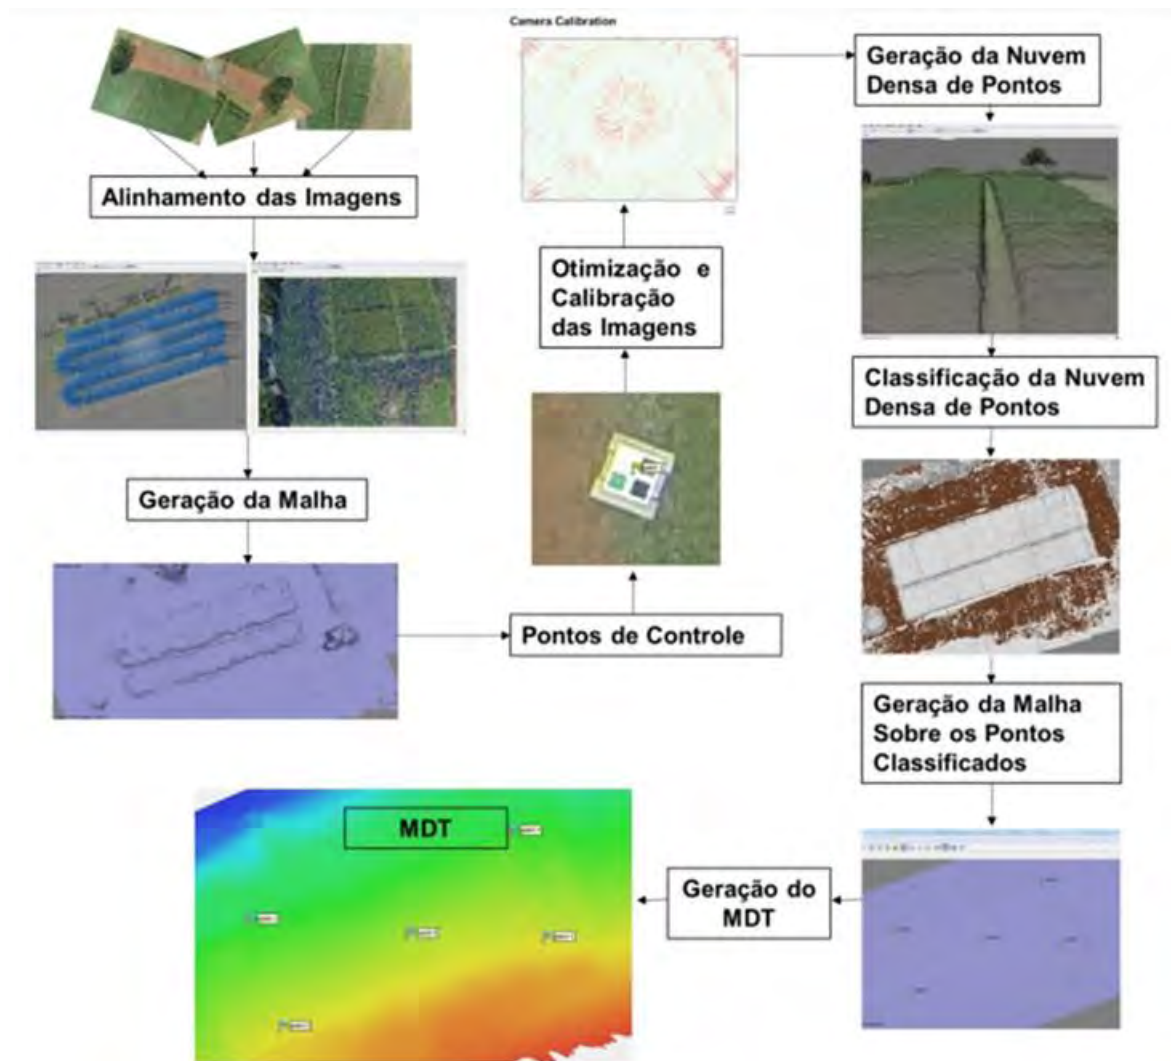 Camera Calibration
Geração da Nuvem
Densa de Pontos
Alinhamento das Imagens
Otimização e
Calibração
das Imagens
Classificação da Nuvem
Densa de Pontos
Geração da Malha
Pontos de Controle
Geração da Malha
Sobre os Pontos
Classificados
MDT
Geração do
MDT